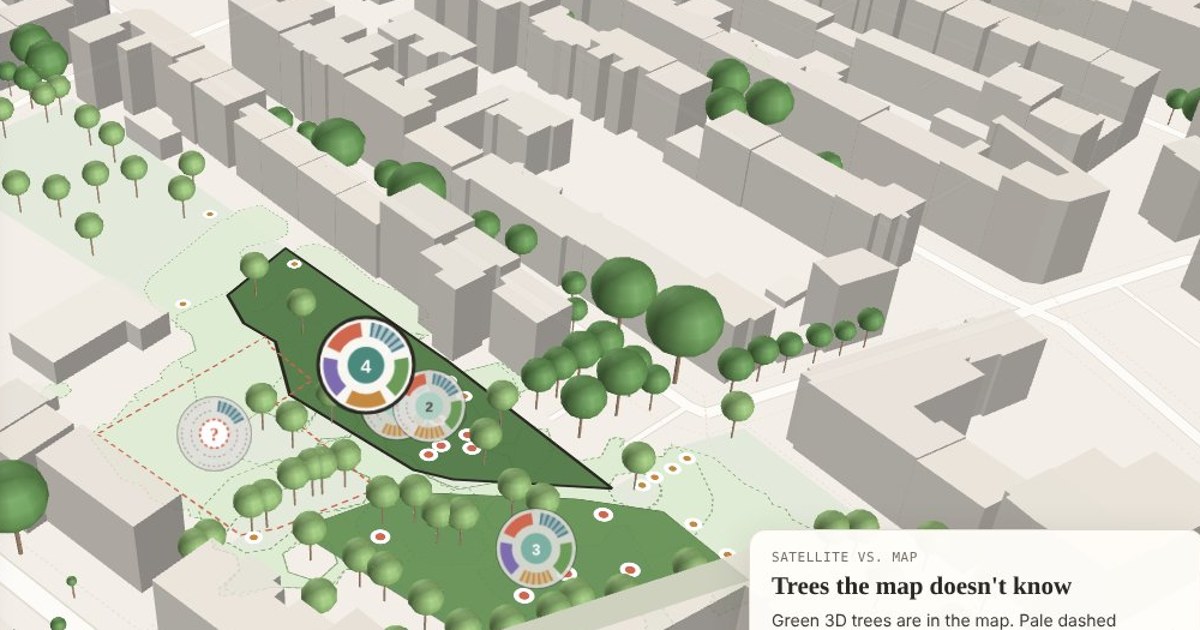 4
2
?
3
SATELLITE VS. MAP
Trees the map doesn't know
Green 3D trees are in the map. Pale dashed